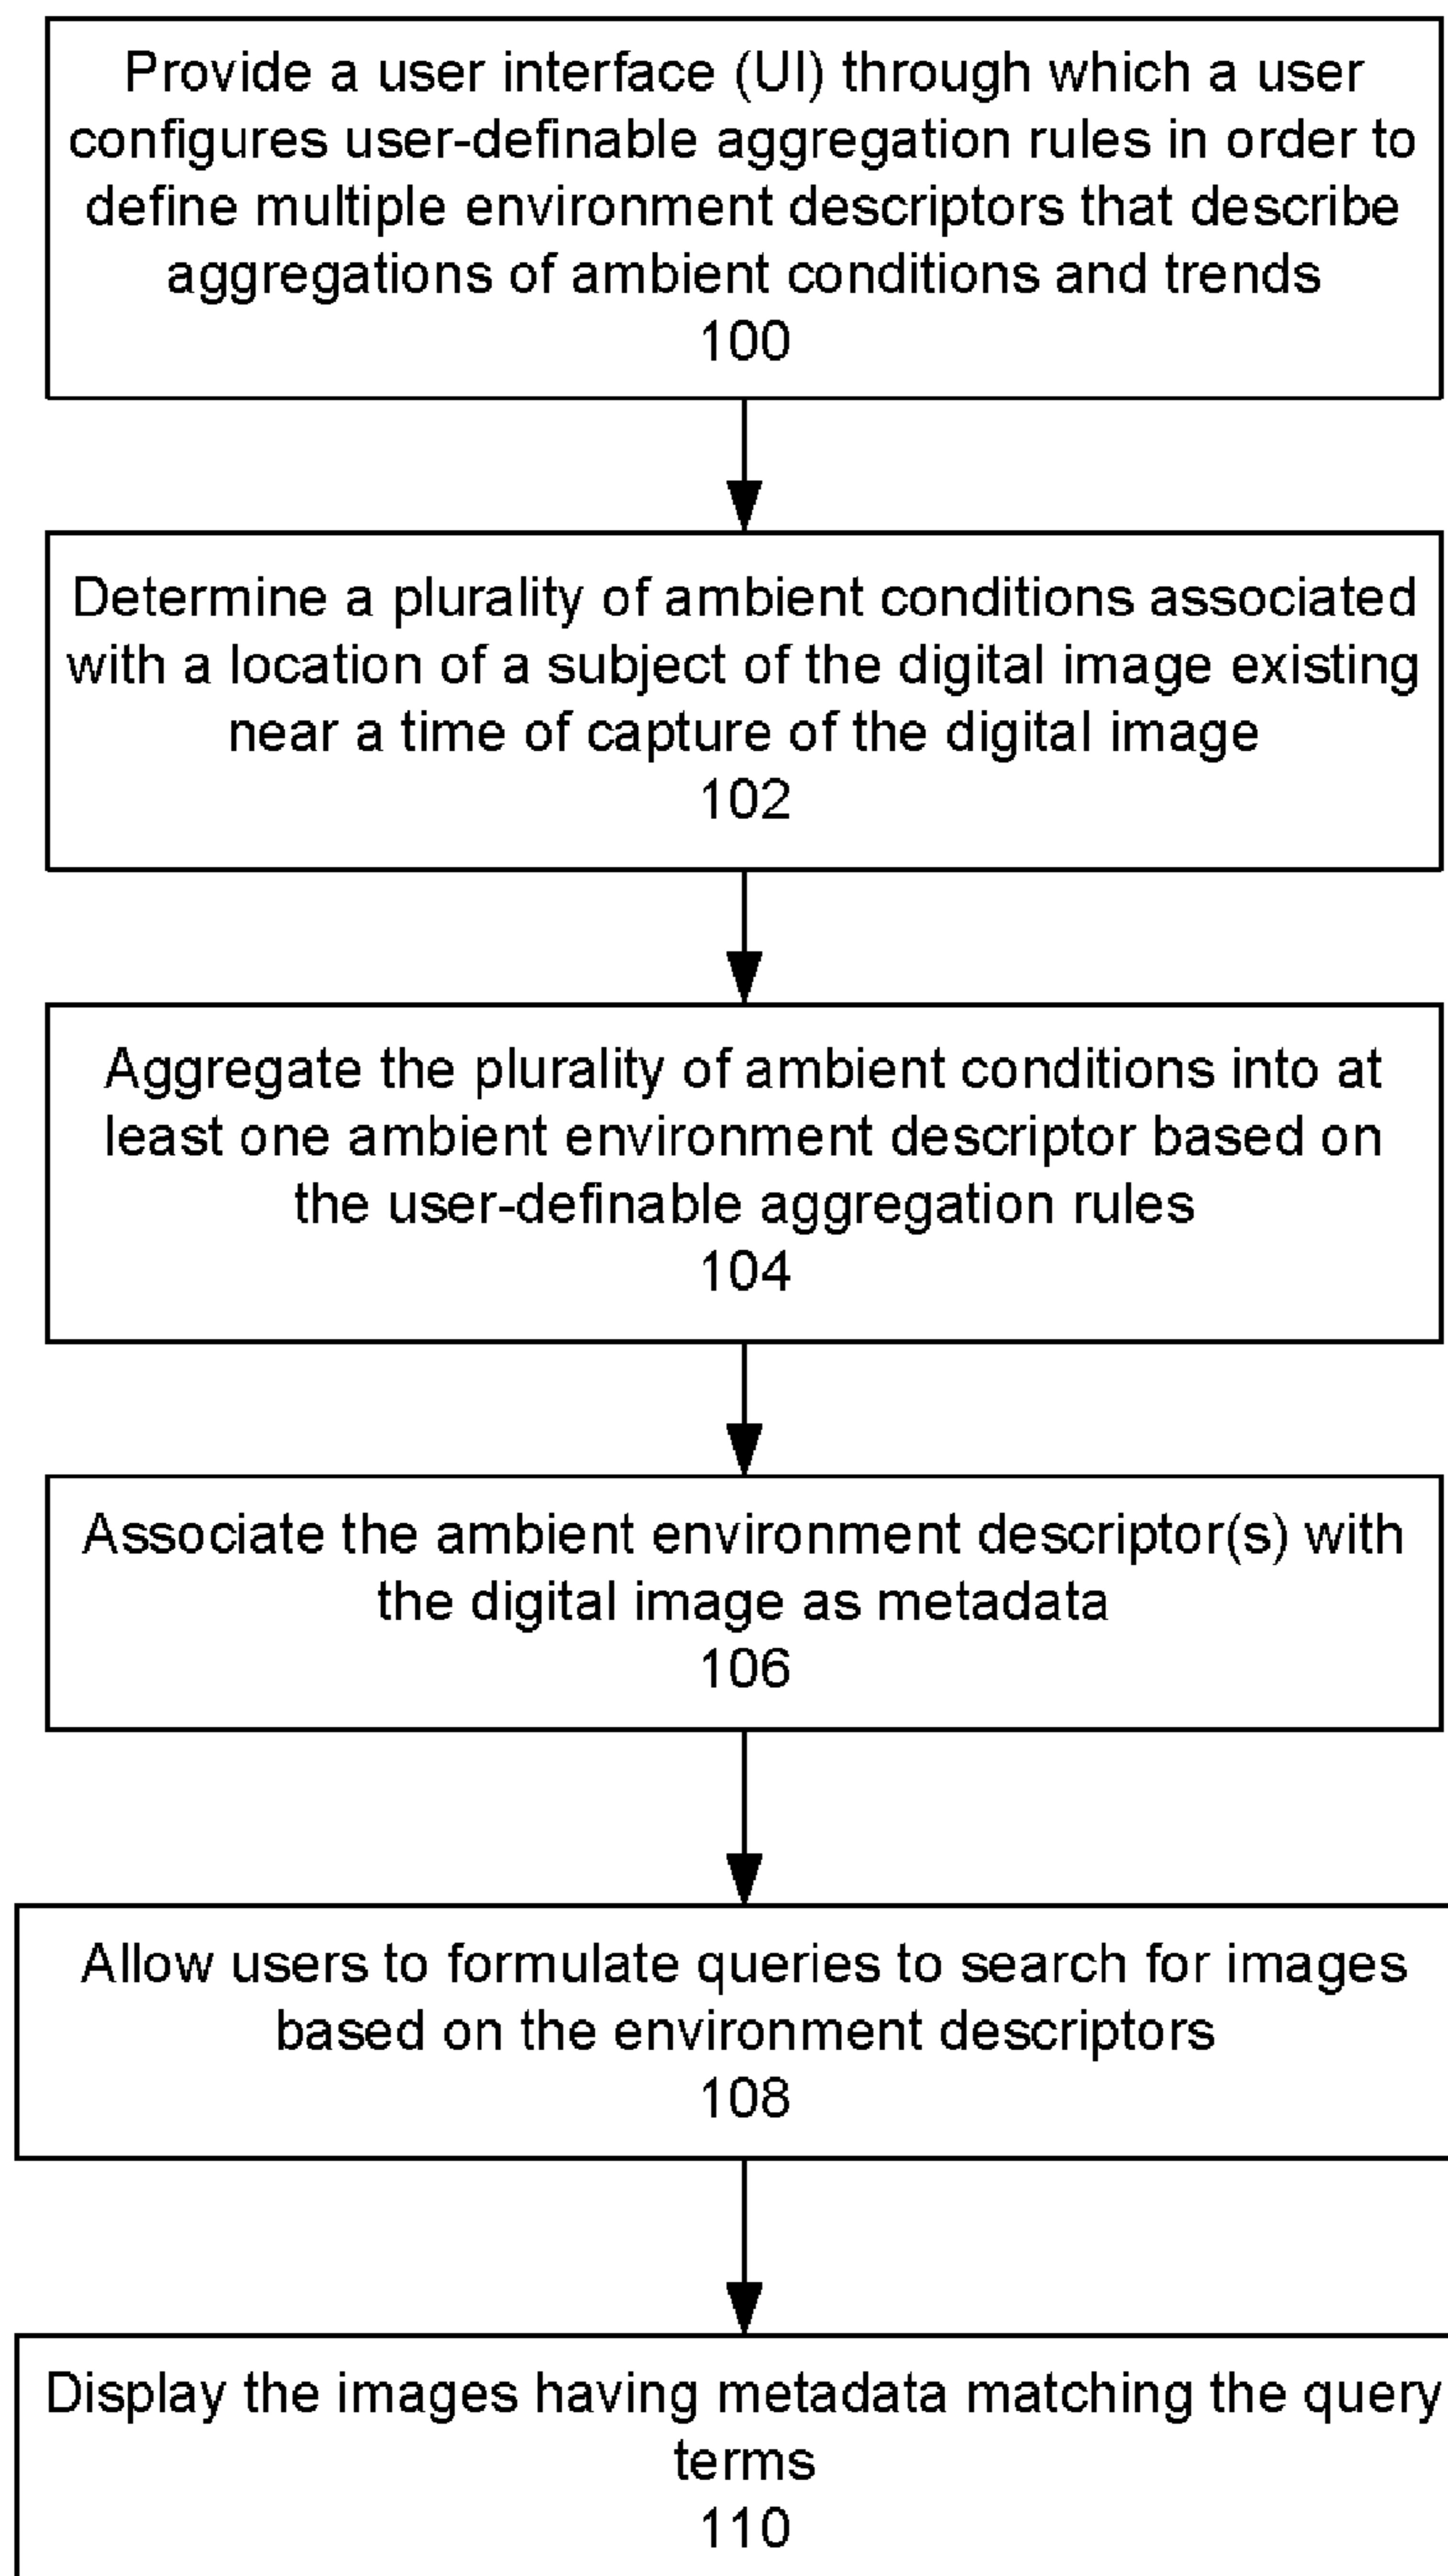 Provide a user interface (UI) through which a user
configures user-definable aggregation rules in order to
define multiple environment descriptors that describe
aggregations of ambient conditions and trends
100
Determine a plurality of ambient conditions associated
with a location of a subject of the digital image existing
near a time of capture of the digital image
102
Aggregate the plurality of ambient conditions into at
least one ambient environment descriptor based on
the user-definable aggregation rules
104
Associate the ambient environment descriptor(s) with
the digital image as metadata
106
Allow users to formulate queries to search for images
based on the environment descriptors
108
Display the images having metadata matching the query
terms
110